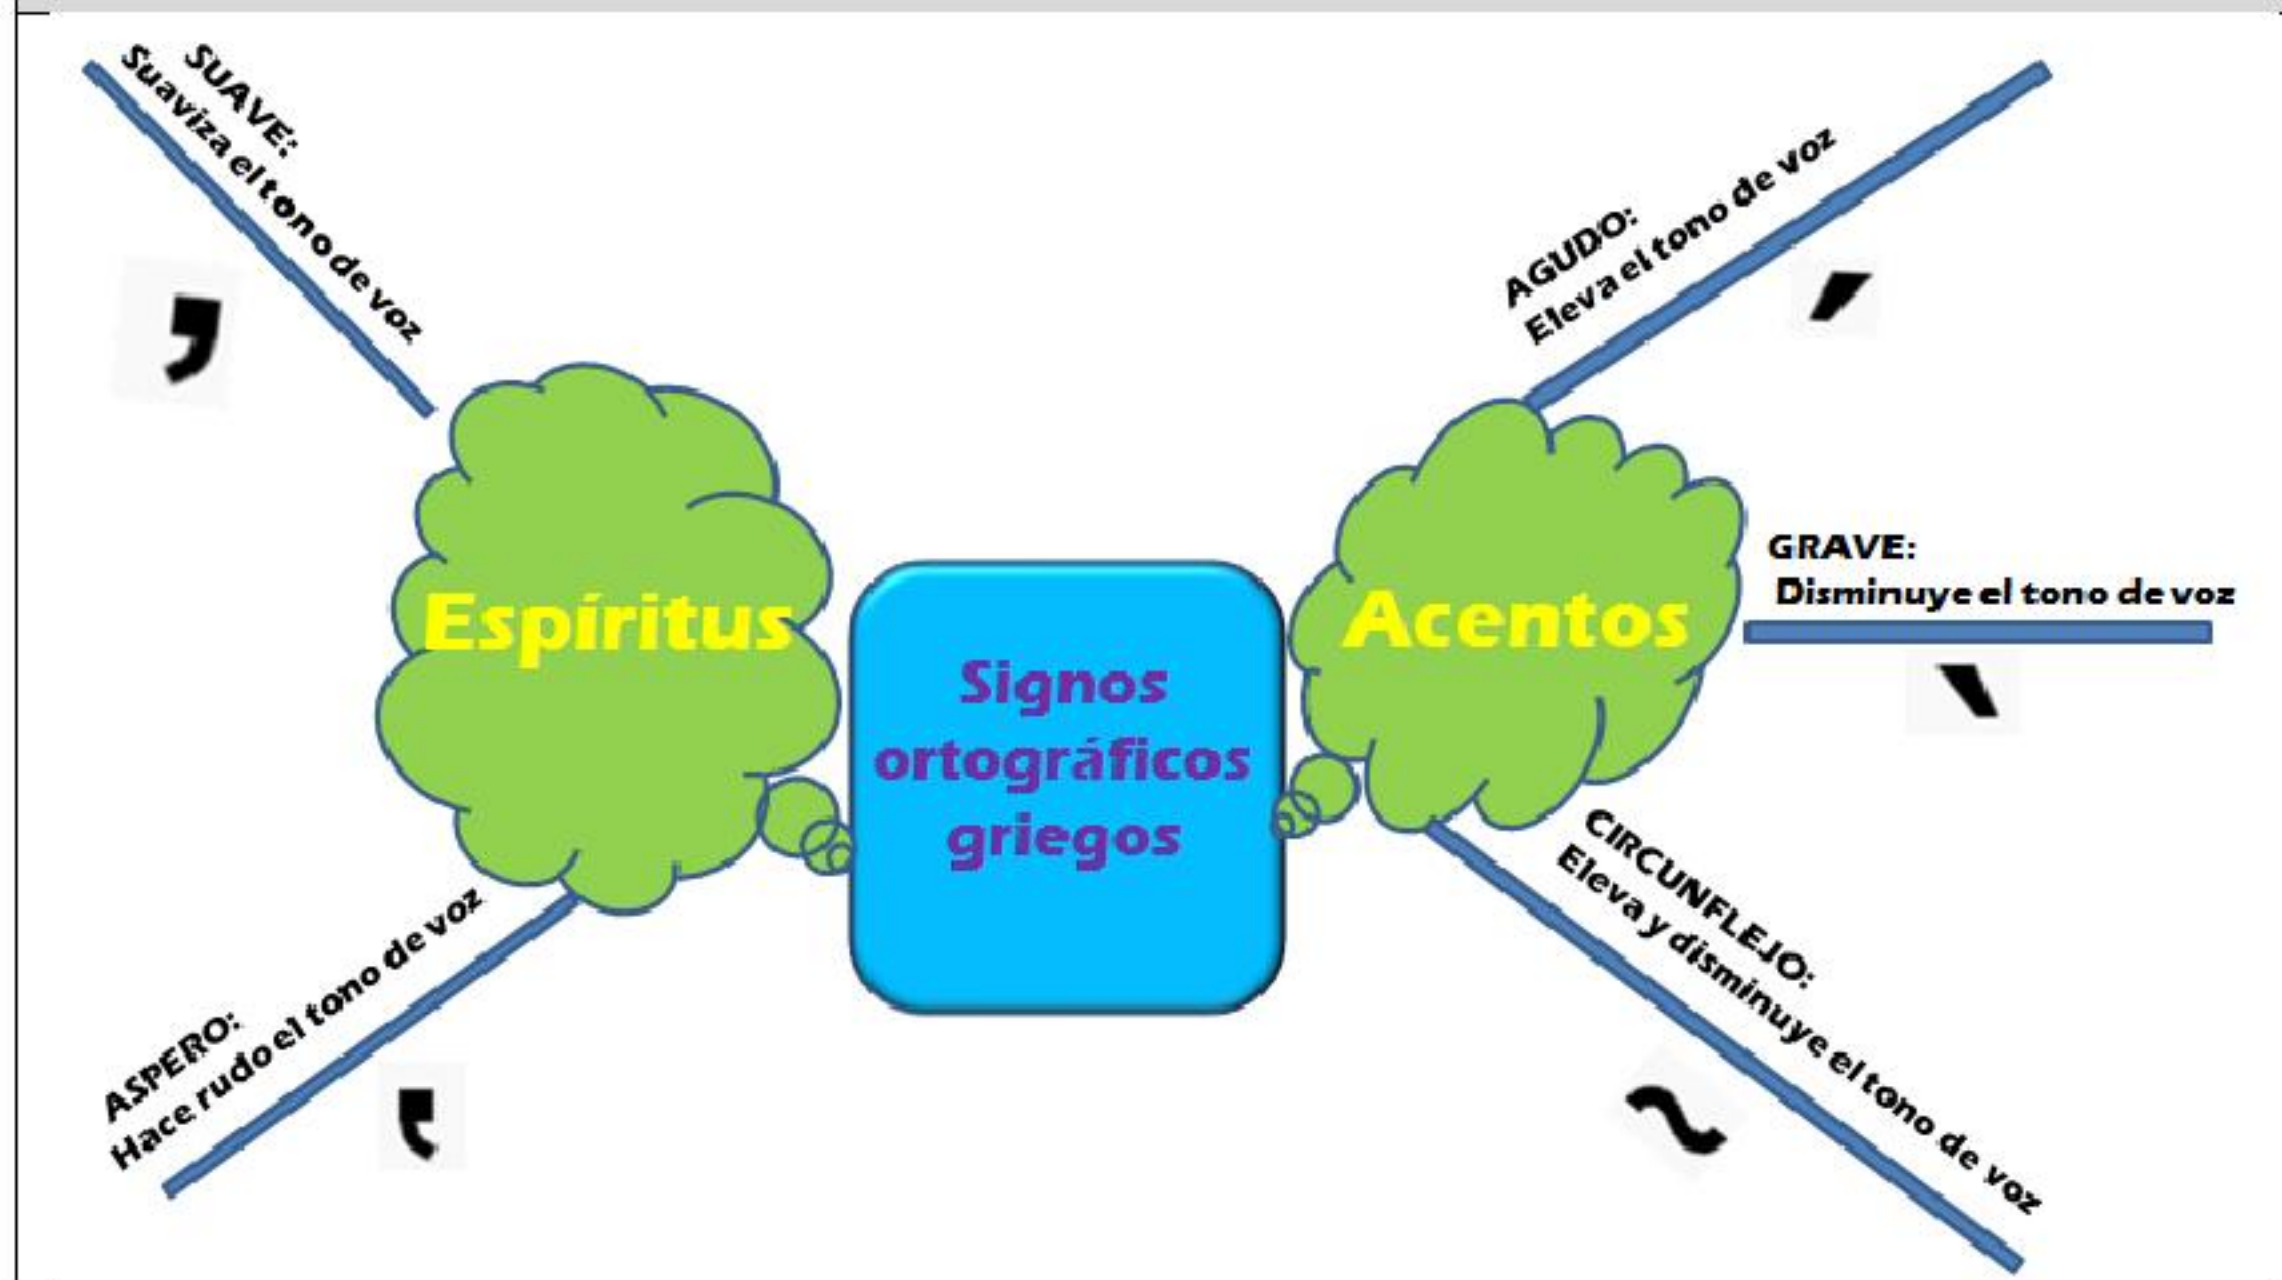 SUAVE:
Suaviza el tono de voz
,
Espíritus
ASPERO:
Hace rudo el tono de voz
Signos
ortográficos
griegos
Acentos
AGUDO:
Eleva el tono de voz
´
GRAVE:
Disminuye el tono de voz
`
CIRCUNFLEJO:
Eleva y disminuye el tono de voz
~